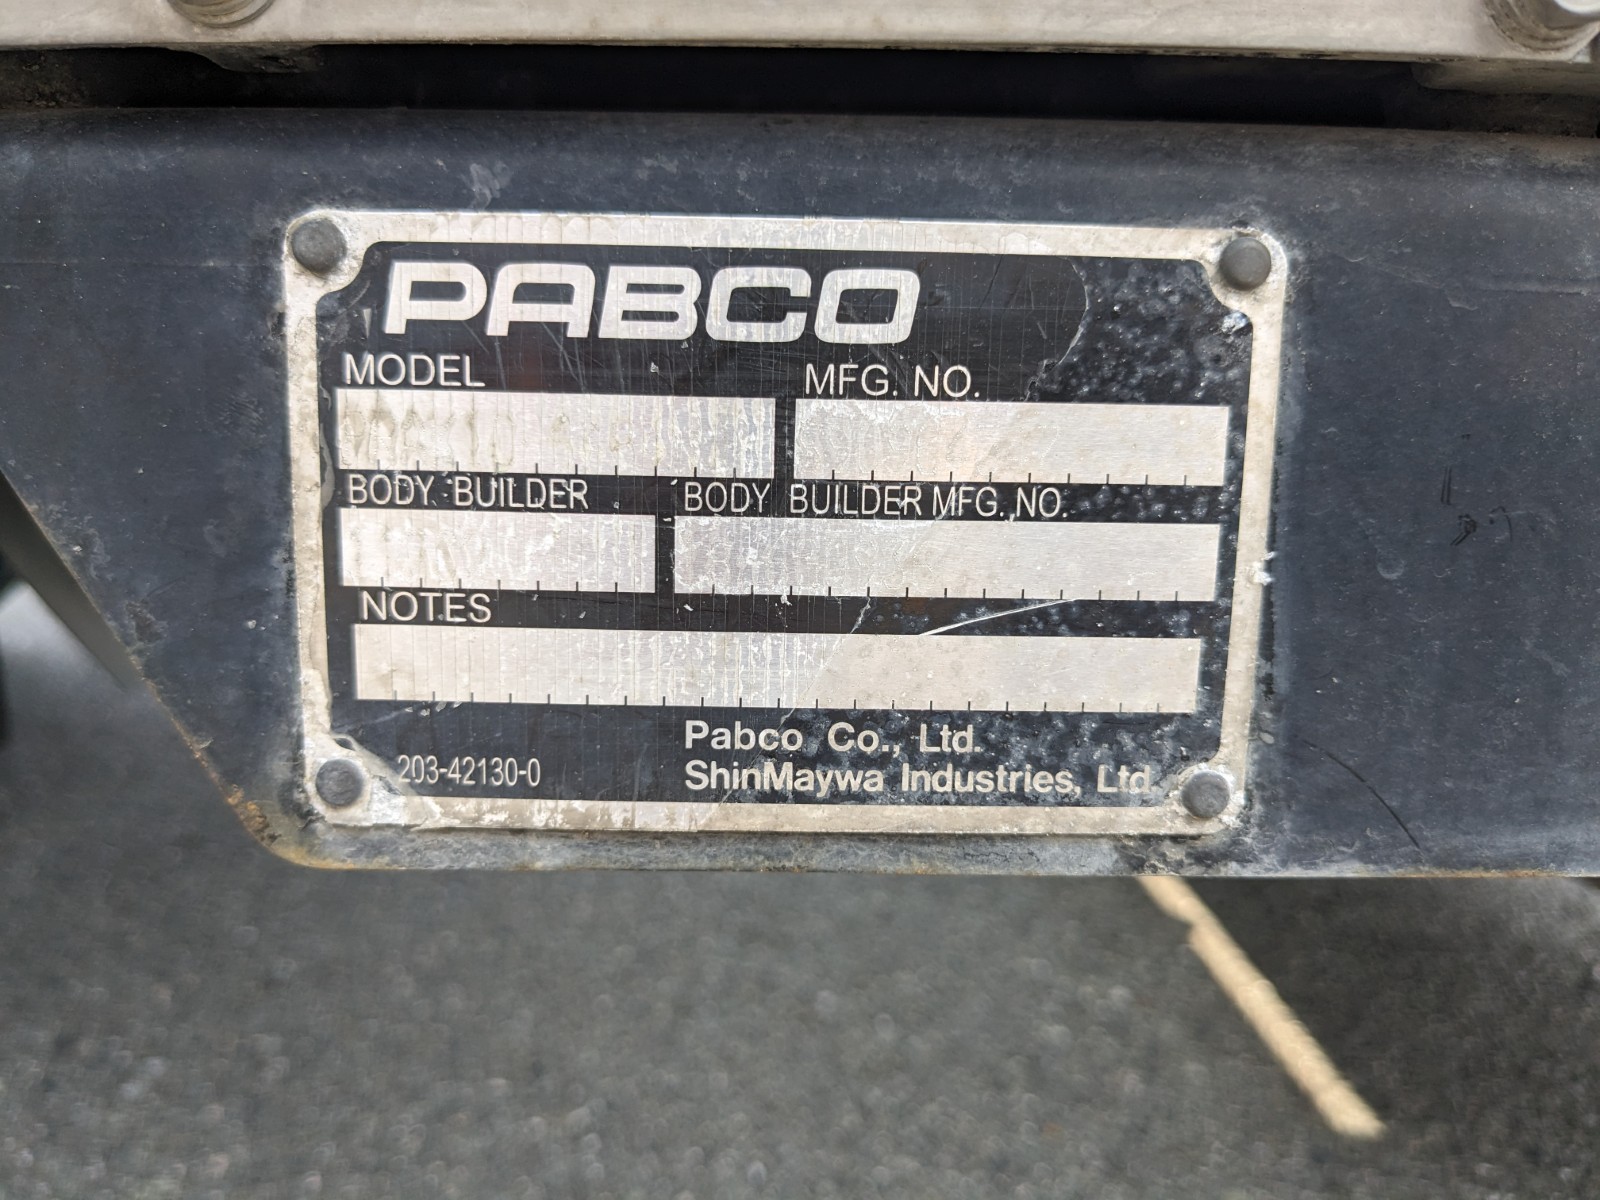 PABCO
MODEL MFG. NO.
BODY BUILDER BODY BUILDER MFG. NO.
NOTES
Pabco Co., Ltd.
203-42130-0 ShinMaywa Industries, Ltd.